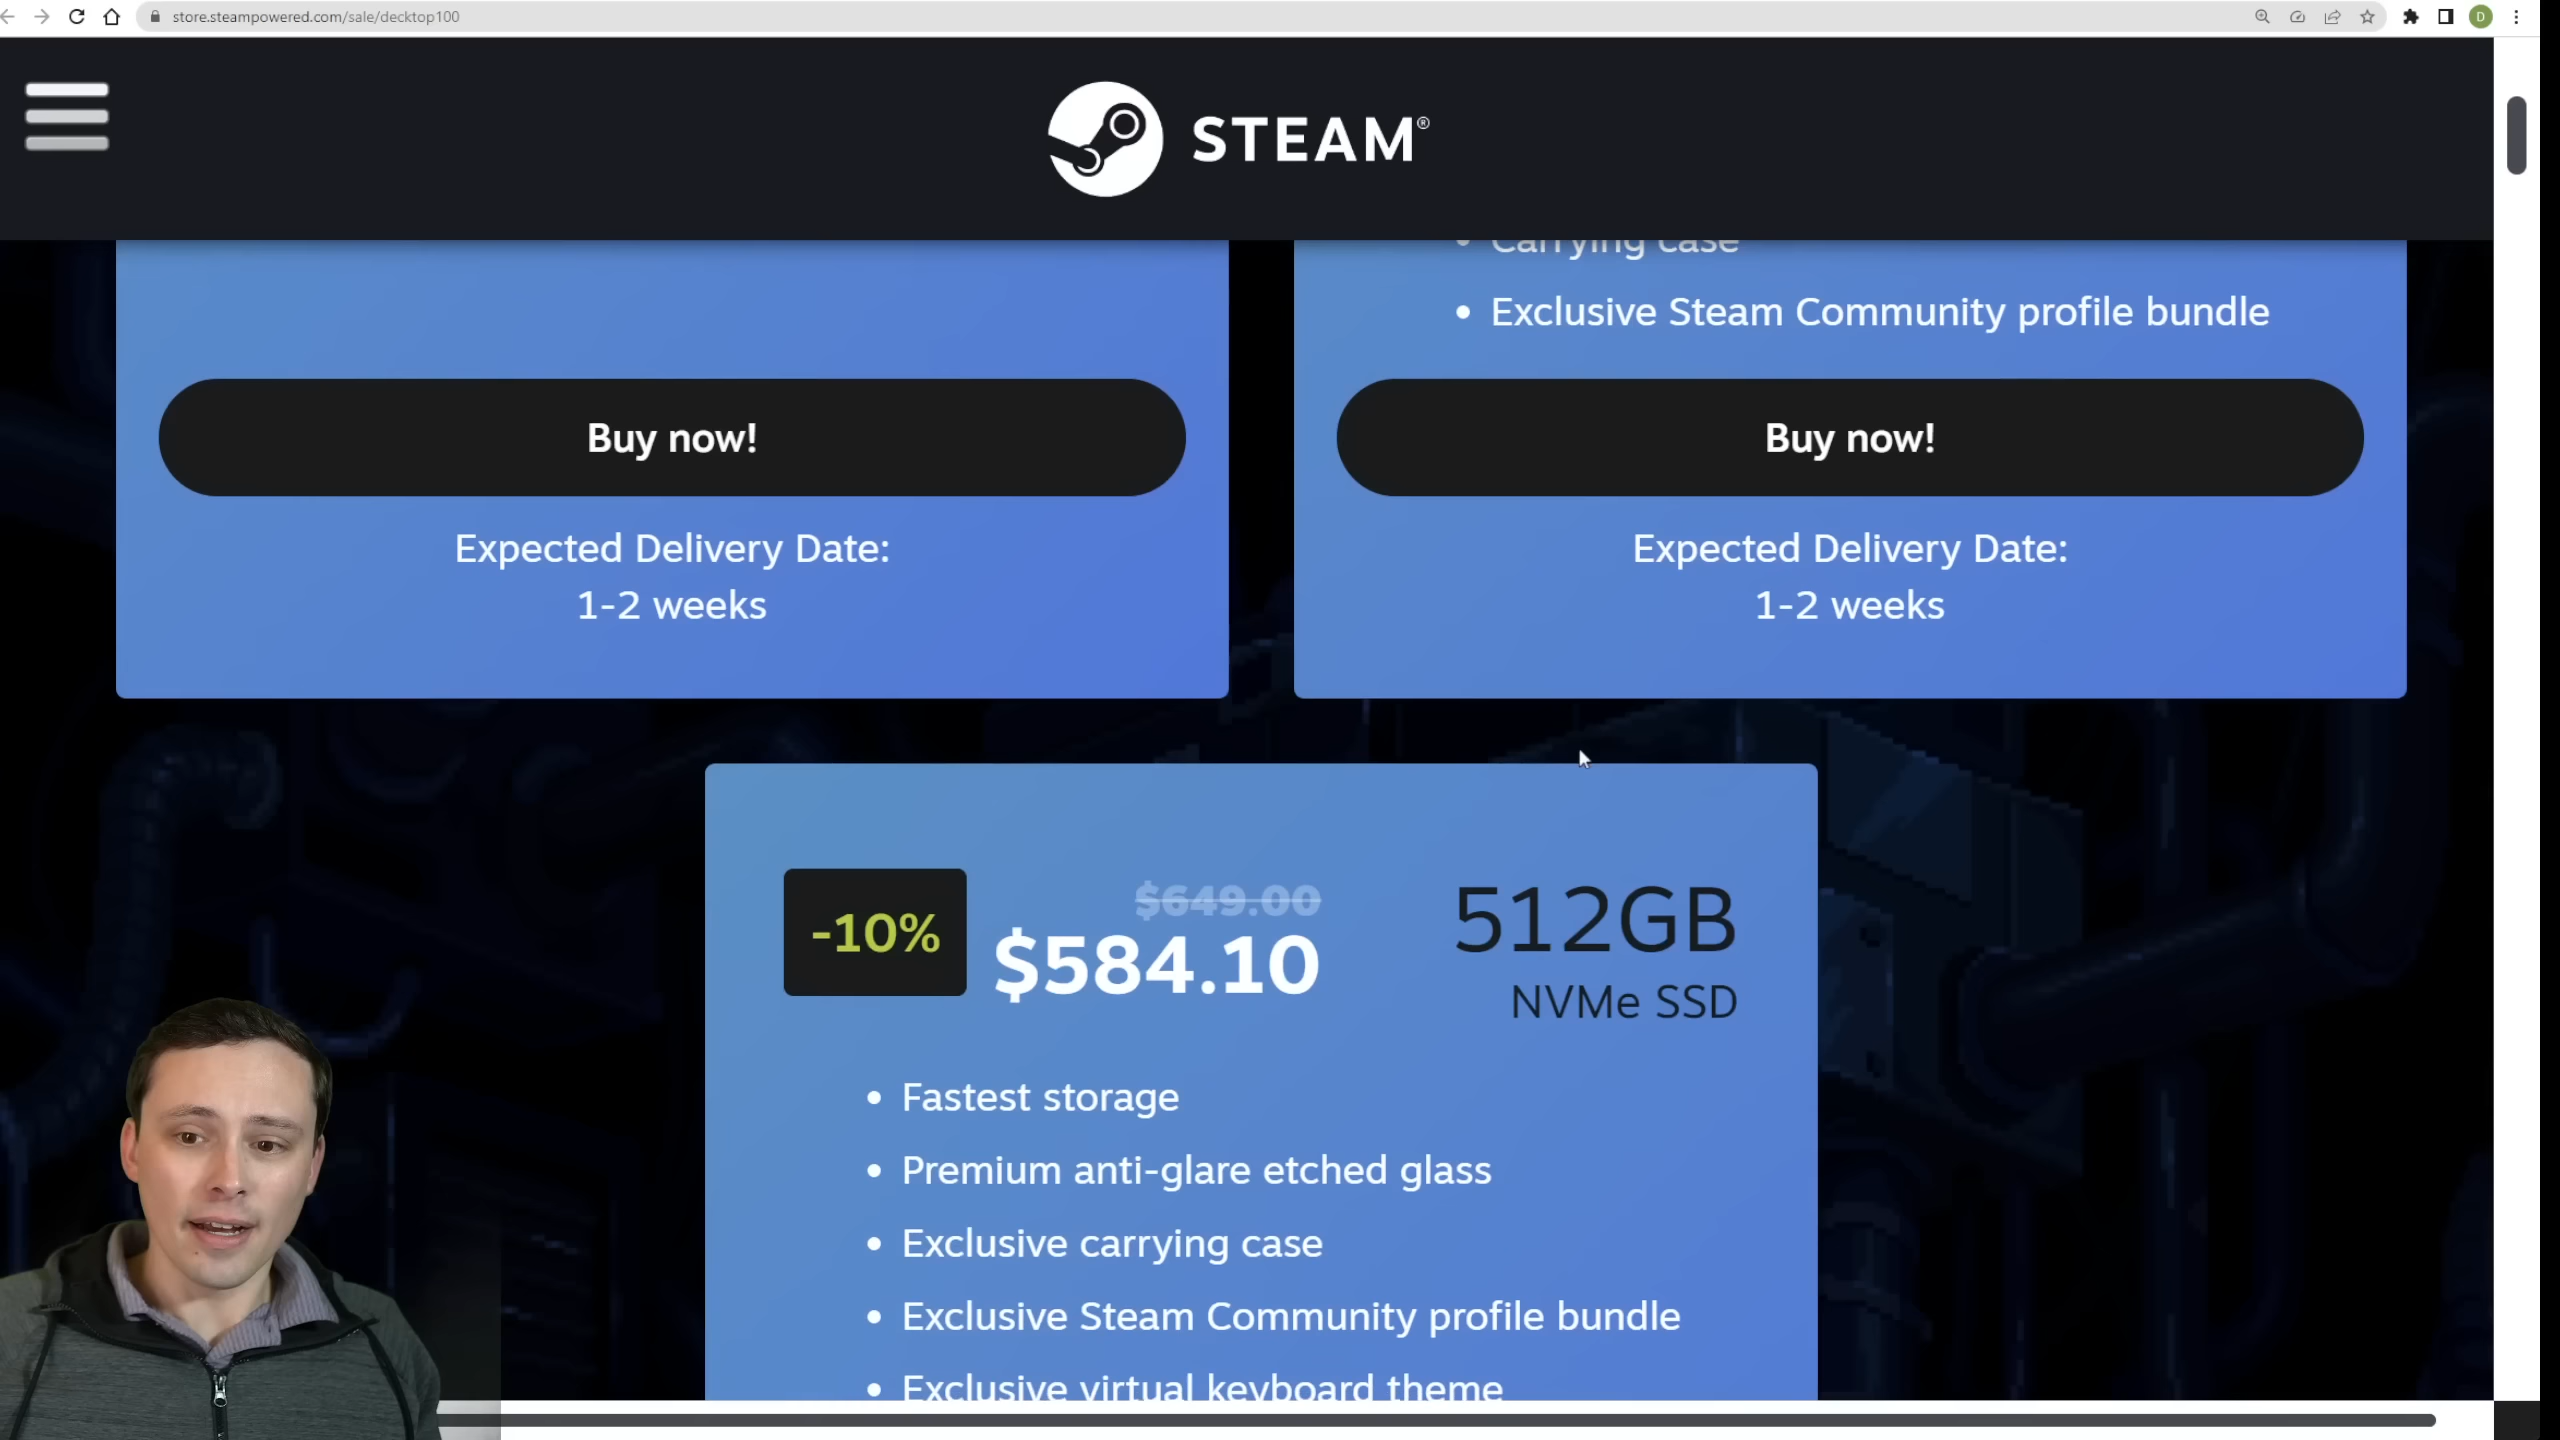 store.steampowered.com/sale/decktop100
D
STEAM®
Carrying case
Exclusive Steam Community profile bundle
Buy now!
Expected Delivery Date:
1-2 weeks
Buy now!
Expected Delivery Date:
1-2 weeks
-10%
$649.00
$584.10
512GB
NVMe SSD
Fastest storage
Premium anti-glare etched glass
Exclusive carrying case
Exclusive Steam Community profile bundle
Exclusive virtual keyboard theme